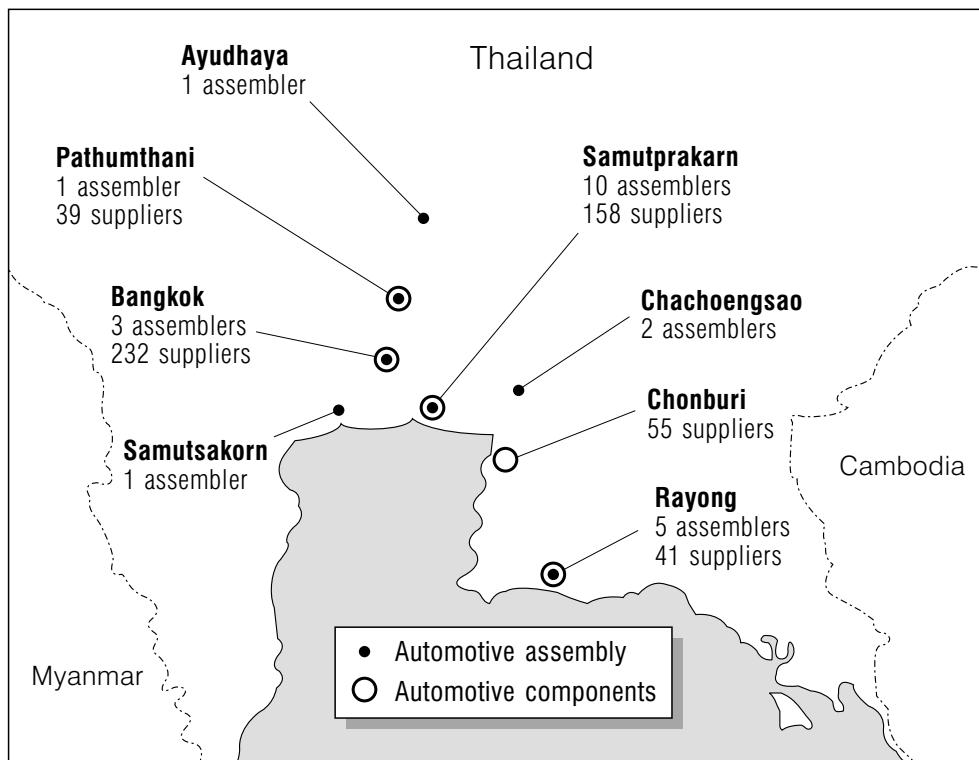 Thailand
Ayudhaya
1 assembler
Pathumthani
1 assembler
39 suppliers
Samutprakarn
10 assemblers
158 suppliers
Bangkok
3 assemblers
232 suppliers
Chachoengsao
2 assemblers
Chonburi
55 suppliers
Samutsakorn
1 assembler
Cambodia
Rayong
5 assemblers
41 suppliers
Myanmar
Automotive assembly
Automotive components